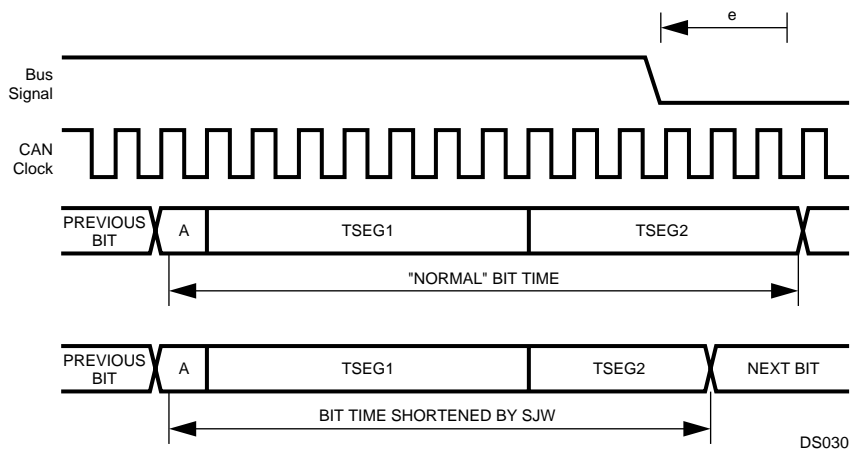 e
Bus
Signal
CAN
Clock
PREVIOUS
BIT
A
TSEG1
TSEG2
"NORMAL" BIT TIME
PREVIOUS
BIT
A
TSEG1
TSEG2
NEXT BIT
BIT TIME SHORTENED BY SJW
DS030